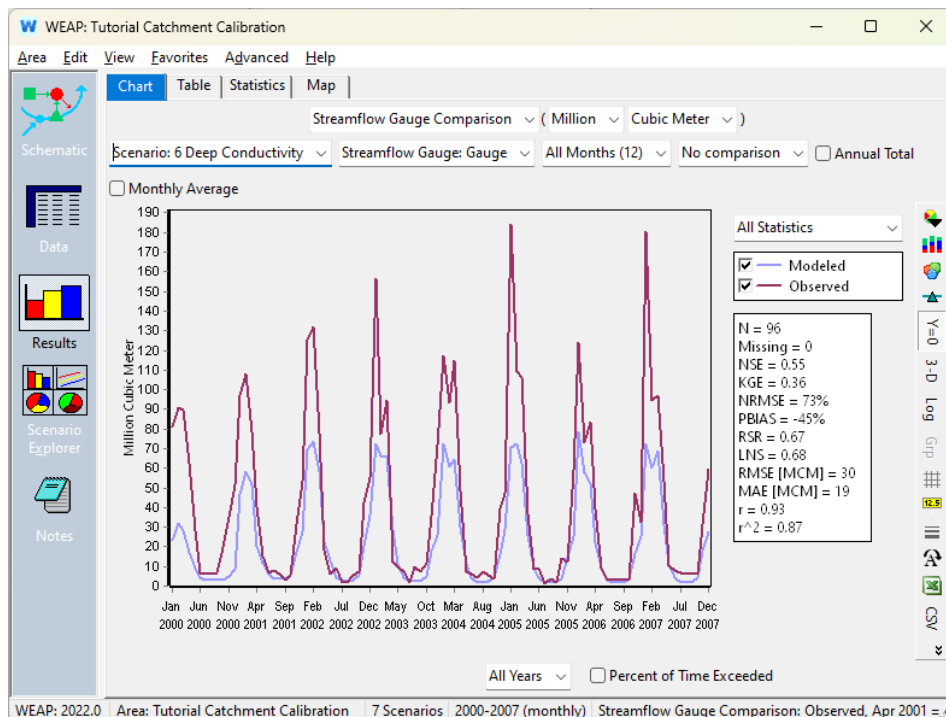 WEAP: Tutorial Catchment Calibration
Area Edit View Favorites Advanced Help
Chart Table Statistics Map
Streamflow Gauge Comparison ( Million Cubic Meter )
Scenario: 6 Deep Conductivity Streamflow Gauge: Gauge All Months (12) No comparison Annual Total
Monthly Average
Schematic
Data
Results
Scenario
Explorer
Notes
Million Cubic Meter
190
180
170
160
150
140
130
120
110
100
90
80
70
60
50
40
30
20
10
0
Jan Jun Nov Apr Sep Feb Jul Dec May Oct Mar Aug Jan Jun Nov Apr Sep Feb Jul Dec
2000 2000 2000 2001 2001 2002 2002 2002 2003 2003 2004 2004 2005 2005 2005 2006 2006 2007 2007 2007
All Statistics
Modeled
Observed
N = 96
Missing = 0
NSE = 0.55
KGE = 0.36
NRMSE = 73%
PBIAS = -45%
RSR = 0.67
LNS = 0.68
RMSE [MCM] = 30
MAE [MCM] = 19
r = 0.93
r^2 = 0.87
Y=0
3-D
Log
Grp
12.5
A
CSV
All Years Percent of Time Exceeded
WEAP: 2022.0 Area: Tutorial Catchment Calibration 7 Scenarios 2000-2007 (monthly) Streamflow Gauge Comparison: Observed, Apr 2001 =